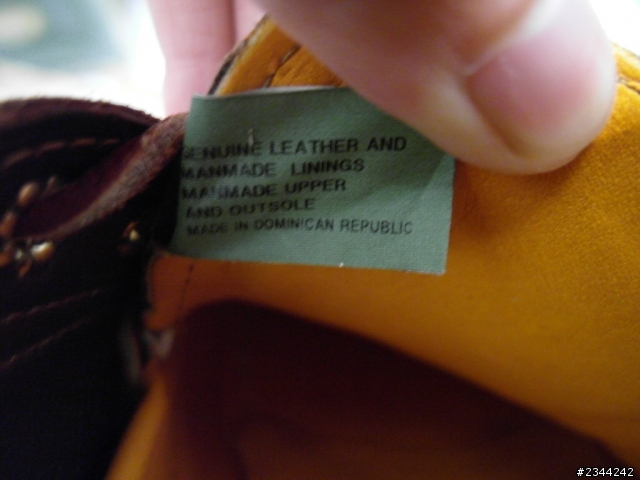 GENUINE LEATHER AND
MANMADE LININGS
MANMADE UPPER
AND OUTSOLE
MADE IN DOMINICAN REPUBLIC
#2344242